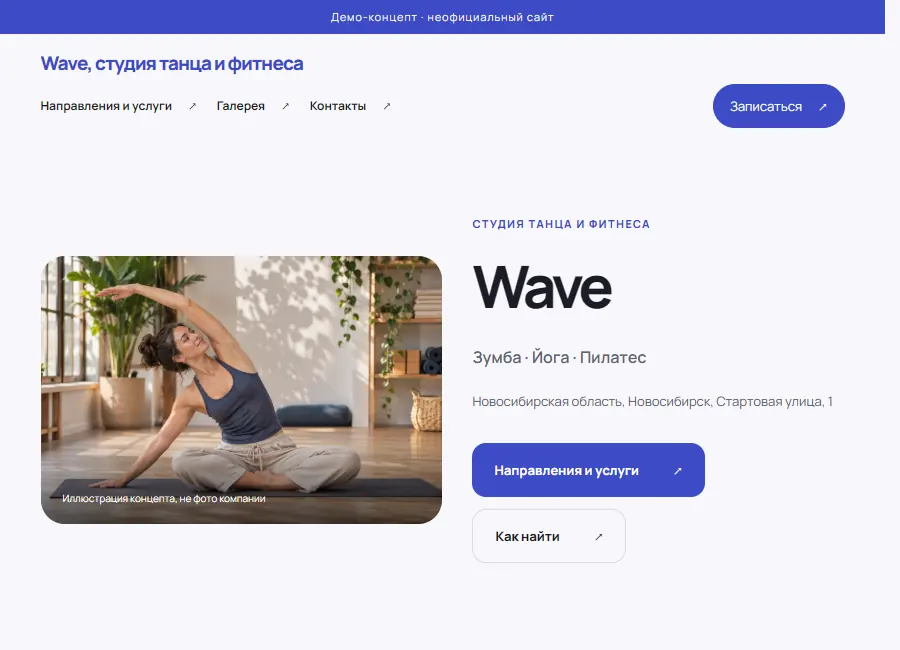 Демо-концепт · неофициальный сайт
Wave, студия танца и фитнеса
Направления и услуги ↗ Галерея ↗ Контакты ↗
Записаться ↗
СТУДИЯ ТАНЦА И ФИТНЕСА
Wave
Зумба · Йога · Пилатес
Новосибирская область, Новосибирск, Стартовая улица, 1
Направления и услуги ↗
Как найти ↗
Иллюстрация концепта, не фото компании